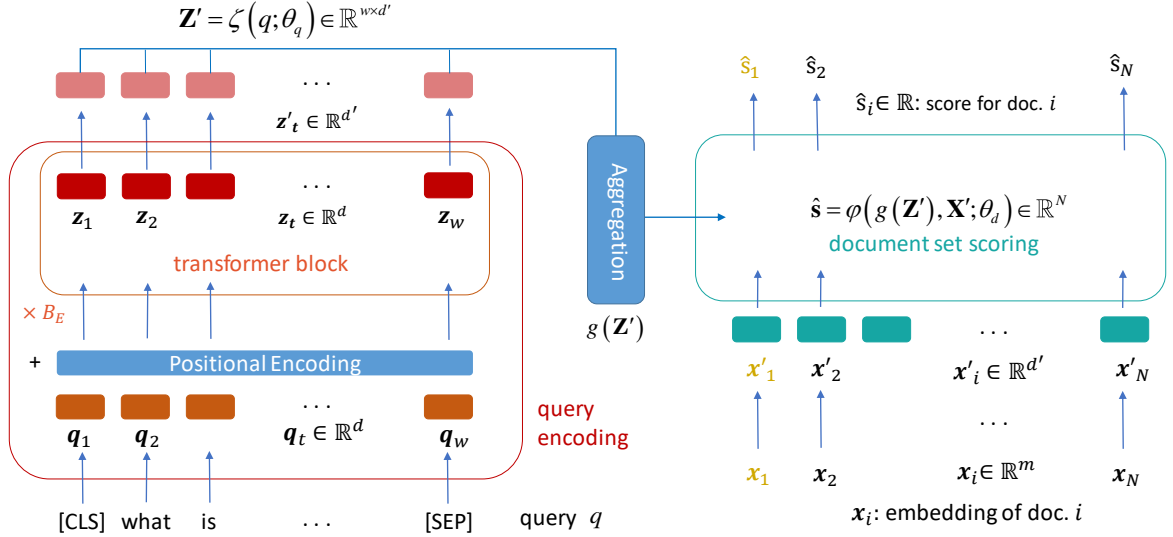 𝐙′ = ζ(q; θ_q) ∈ ℝ^{w×d′}
. . .
𝒛′_𝒕 ∈ ℝ^{d′}
. . .
𝒛_1 𝒛_2 𝒛_𝒕 ∈ ℝ^d 𝒛_w
transformer block
× B_E
+ Positional Encoding
. . .
𝒒_1 𝒒_2 𝒒_t ∈ ℝ^d 𝒒_w
query
encoding
[CLS] what is . . . [SEP] query q
Aggregation
g(𝐙′)
ŝ_1 ŝ_2 ŝ_N
ŝ_i ∈ ℝ: score for doc. i
𝐬̂ = φ(g(𝐙′), 𝐗′; θ_d) ∈ ℝ^N
document set scoring
. . .
𝒙′_1 𝒙′_2 𝒙′_i ∈ ℝ^{d′} 𝒙′_N
. . .
𝒙_1 𝒙_2 𝒙_i ∈ ℝ^m 𝒙_N
𝒙_i: embedding of doc. i